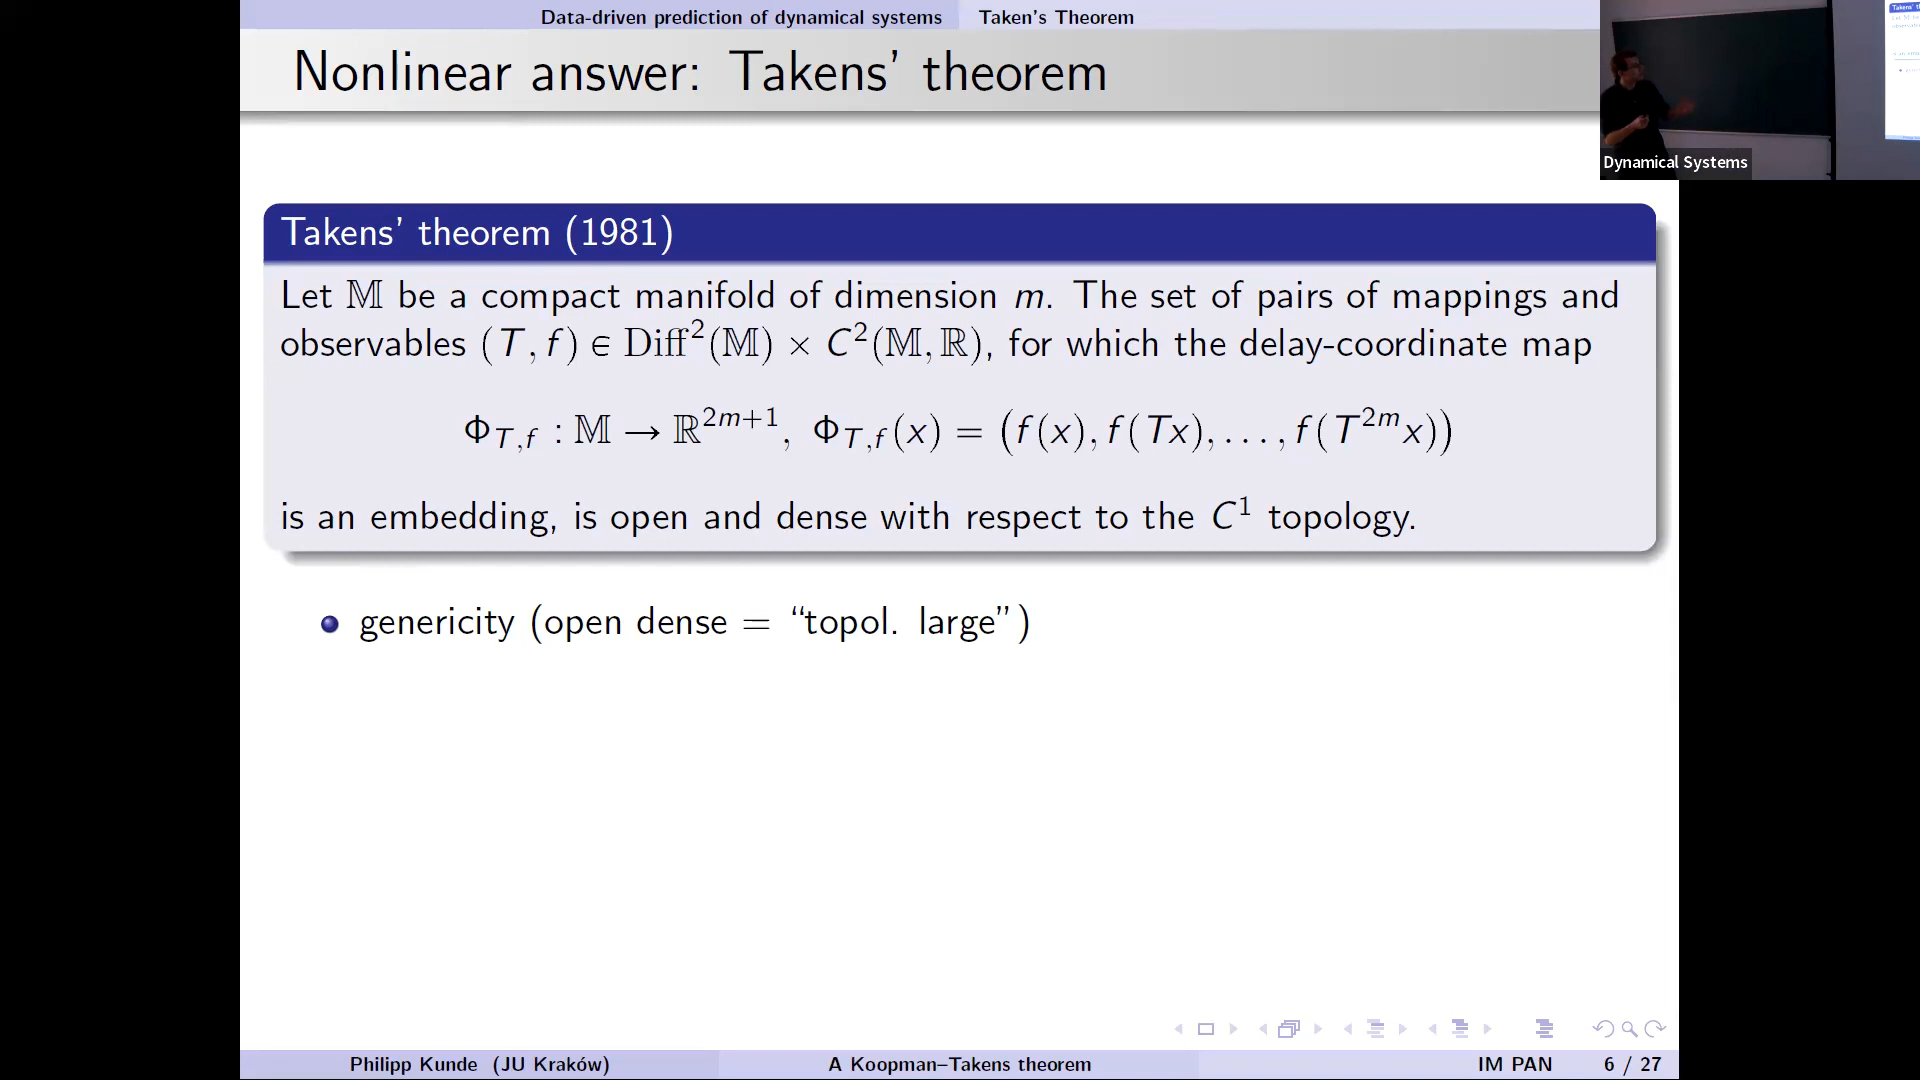 Data-driven prediction of dynamical systems Taken's Theorem
Nonlinear answer: Takens' theorem
Dynamical Systems
Takens' theorem (1981)
Let 𝕄 be a compact manifold of dimension m. The set of pairs of mappings and
observables (T, f) ∈ Diff²(𝕄) × C²(𝕄, ℝ), for which the delay-coordinate map
Φ_{T,f} : 𝕄 → ℝ^{2m+1}, Φ_{T,f}(x) = (f(x), f(Tx), . . . , f(T^{2m}x))
is an embedding, is open and dense with respect to the C¹ topology.
genericity (open dense = “topol. large”)
Philipp Kunde (JU Kraków) A Koopman–Takens theorem IM PAN 6 / 27